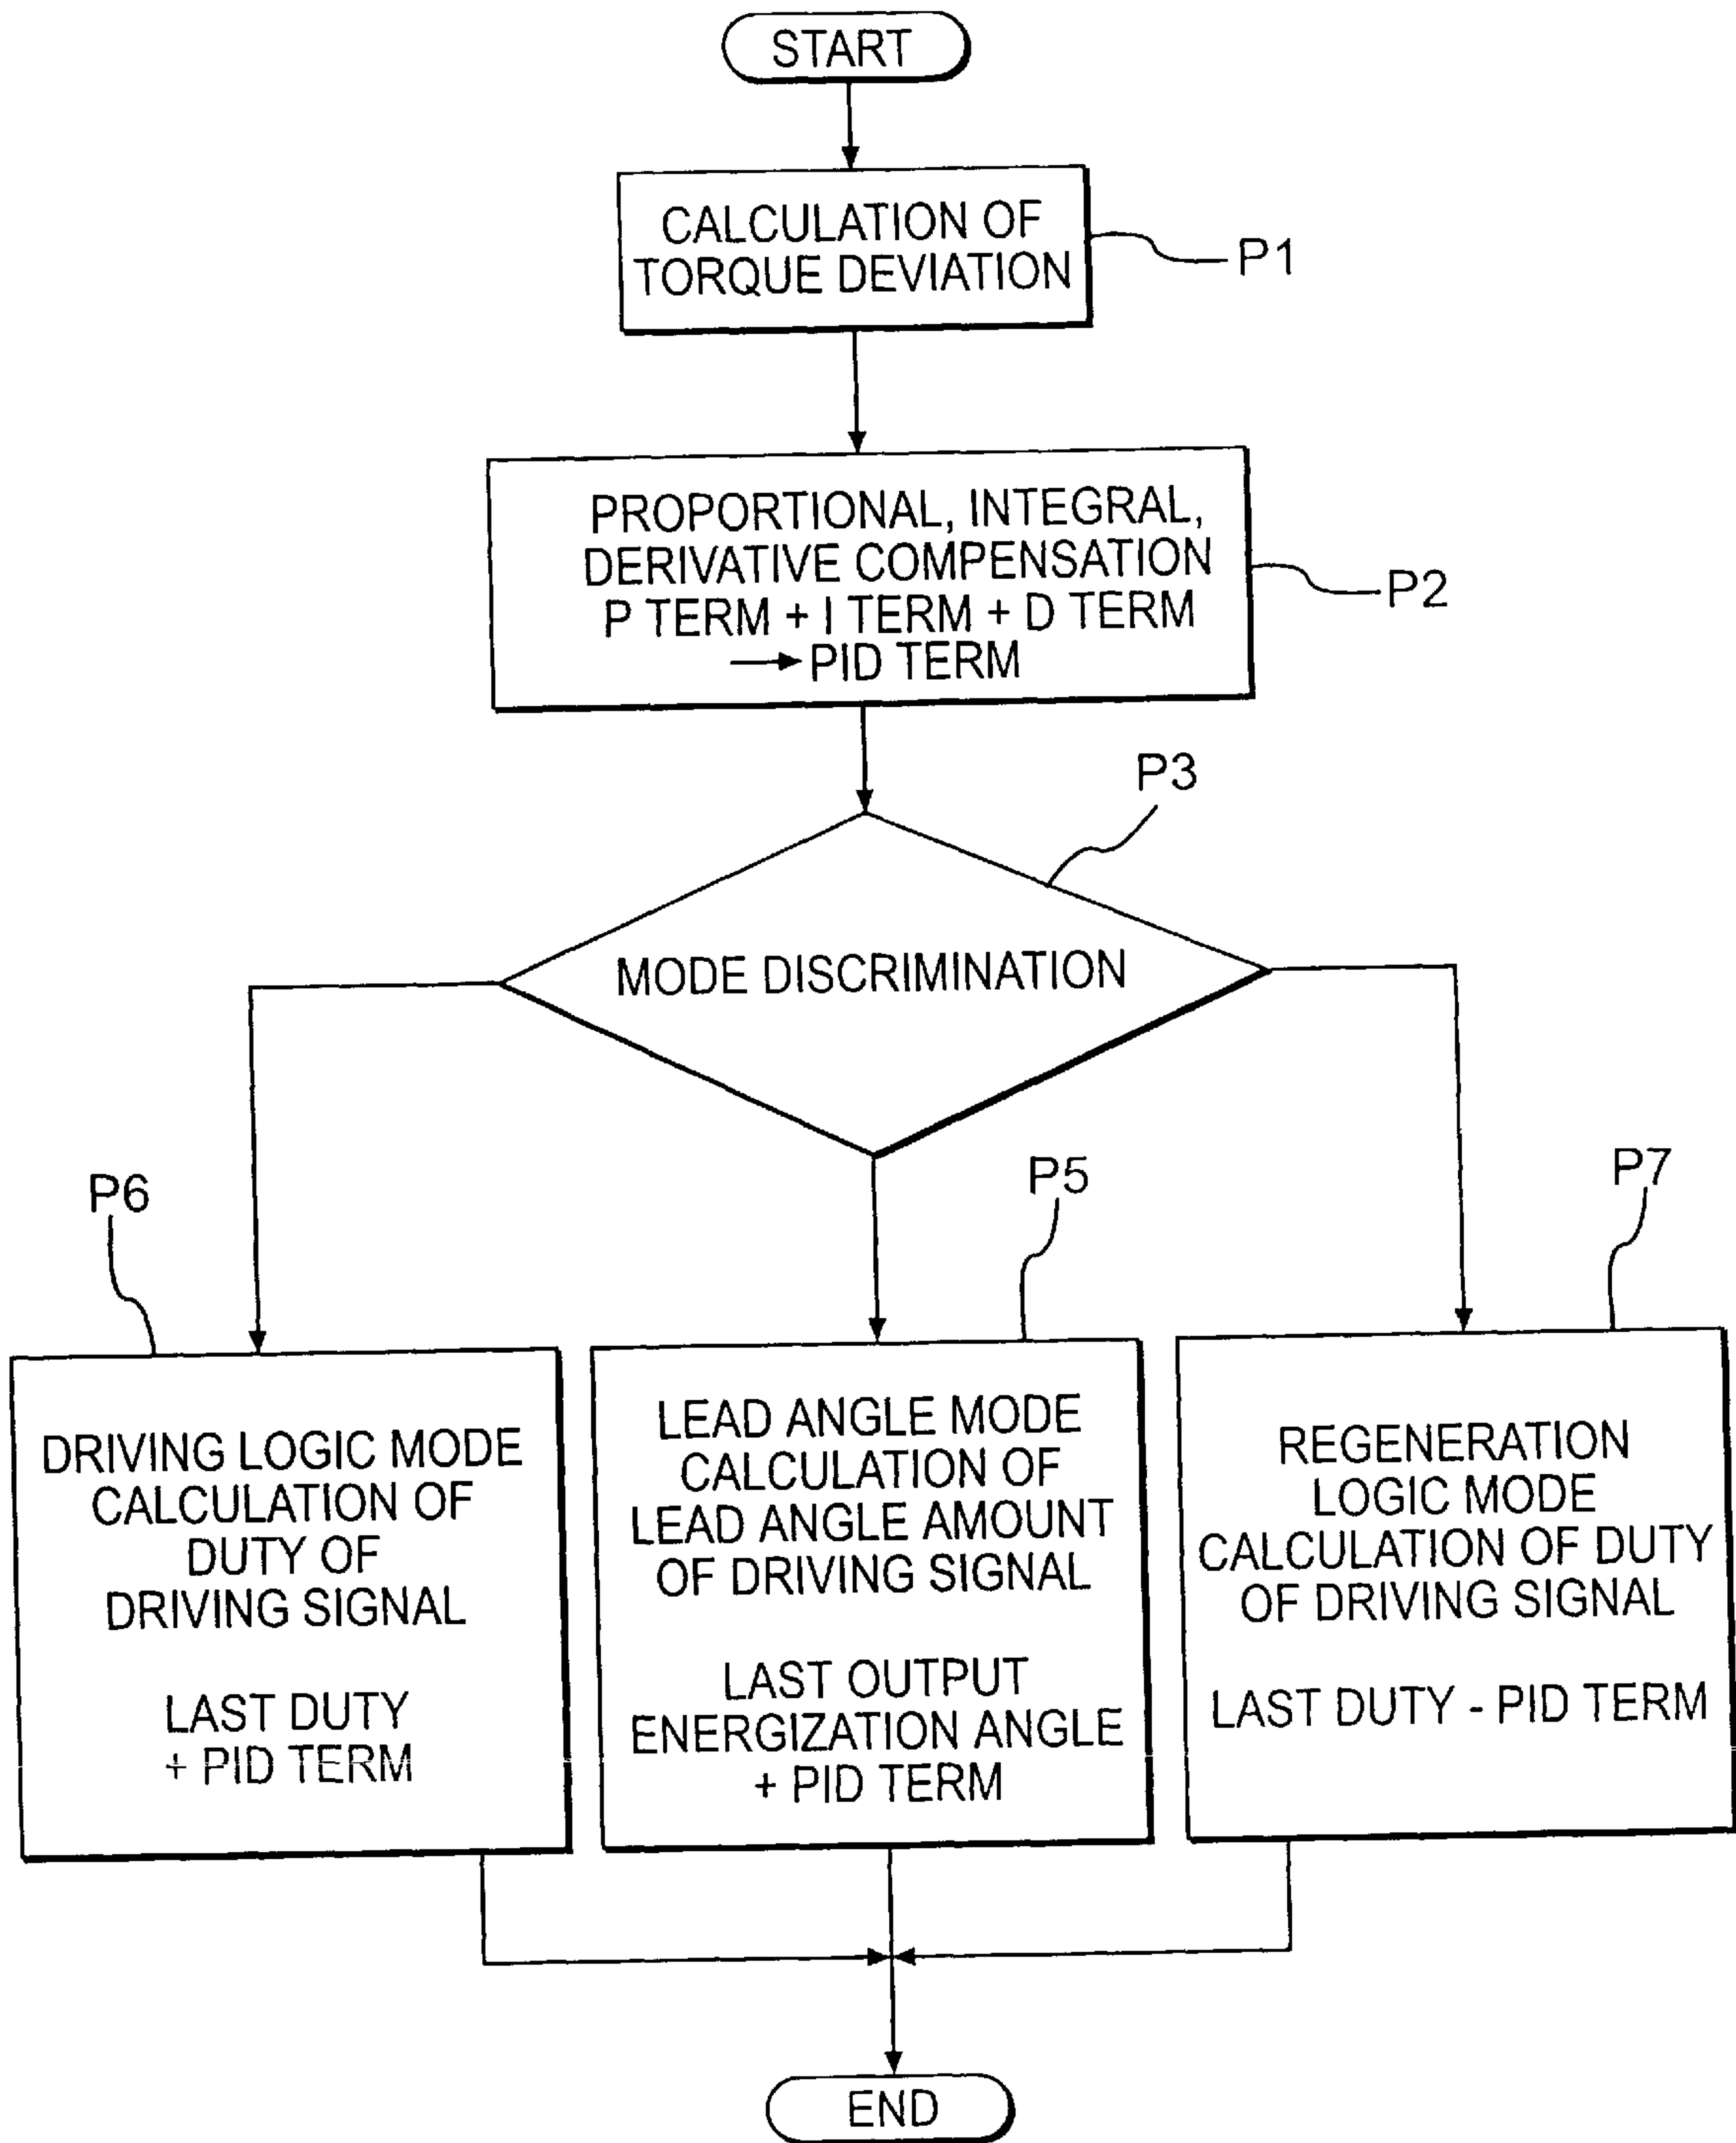 START
CALCULATION OF
TORQUE DEVIATION
P1
PROPORTIONAL, INTEGRAL,
DERIVATIVE COMPENSATION
P TERM + I TERM + D TERM
→ PID TERM
P2
P3
MODE DISCRIMINATION
P6
DRIVING LOGIC MODE
CALCULATION OF
DUTY OF
DRIVING SIGNAL
LAST DUTY
+ PID TERM
P5
LEAD ANGLE MODE
CALCULATION OF
LEAD ANGLE AMOUNT
OF DRIVING SIGNAL
LAST OUTPUT
ENERGIZATION ANGLE
+ PID TERM
P7
REGENERATION
LOGIC MODE
CALCULATION OF DUTY
OF DRIVING SIGNAL
LAST DUTY - PID TERM
END